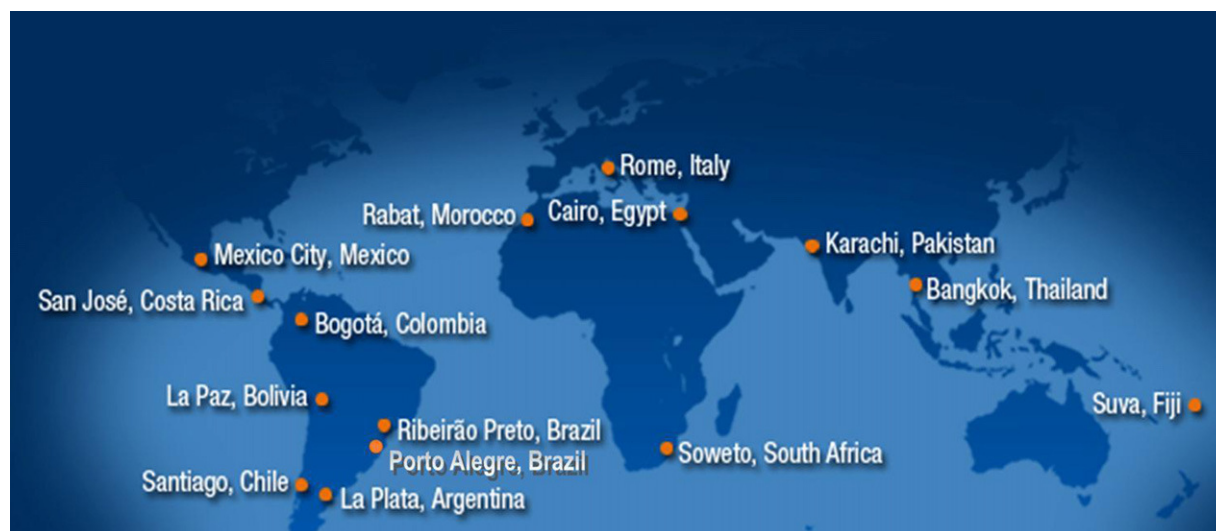 Rome, Italy
Rabat, Morocco
Cairo, Egypt
Karachi, Pakistan
Mexico City, Mexico
Bangkok, Thailand
San José, Costa Rica
Bogotá, Colombia
La Paz, Bolivia
Suva, Fiji
Ribeirão Preto, Brazil
Soweto, South Africa
Porto Alegre, Brazil
Santiago, Chile
La Plata, Argentina